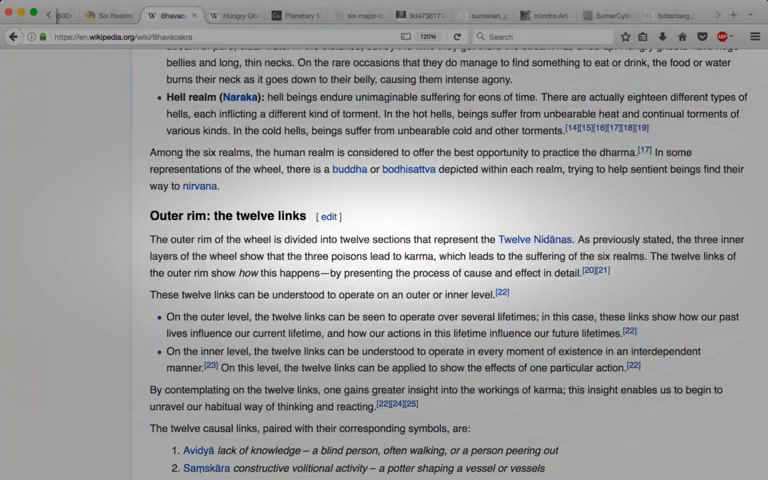 Six Realms
Bhavaca
Hungry Gh
Planetary M
six-major-c
9d473617
sumerian_g
cilindro Ani
SumerCylin
bilderberg.
https://en.wikipedia.org/wiki/Bhavacakra
120%
Search
ABP
bellies and long, thin necks. On the rare occasions that they do manage to find something to eat or drink, the food or water
burns their neck as it goes down to their belly, causing them intense agony.
• Hell realm (Naraka): hell beings endure unimaginable suffering for eons of time. There are actually eighteen different types of
hells, each inflicting a different kind of torment. In the hot hells, beings suffer from unbearable heat and continual torments of
various kinds. In the cold hells, beings suffer from unbearable cold and other torments.[14][15][16][17][18][19]
Among the six realms, the human realm is considered to offer the best opportunity to practice the dharma.[17] In some
representations of the wheel, there is a buddha or bodhisattva depicted within each realm, trying to help sentient beings find their
way to nirvana.
Outer rim: the twelve links [ edit ]
The outer rim of the wheel is divided into twelve sections that represent the Twelve Nidānas. As previously stated, the three inner
layers of the wheel show that the three poisons lead to karma, which leads to the suffering of the six realms. The twelve links of
the outer rim show how this happens—by presenting the process of cause and effect in detail.[20][21]
These twelve links can be understood to operate on an outer or inner level.[22]
• On the outer level, the twelve links can be seen to operate over several lifetimes; in this case, these links show how our past
lives influence our current lifetime, and how our actions in this lifetime influence our future lifetimes.[22]
• On the inner level, the twelve links can be understood to operate in every moment of existence in an interdependent
manner.[23] On this level, the twelve links can be applied to show the effects of one particular action.[22]
By contemplating on the twelve links, one gains greater insight into the workings of karma; this insight enables us to begin to
unravel our habitual way of thinking and reacting.[22][24][25]
The twelve causal links, paired with their corresponding symbols, are:
1. Avidyā lack of knowledge – a blind person, often walking, or a person peering out
2. Saṃskāra constructive volitional activity – a potter shaping a vessel or vessels